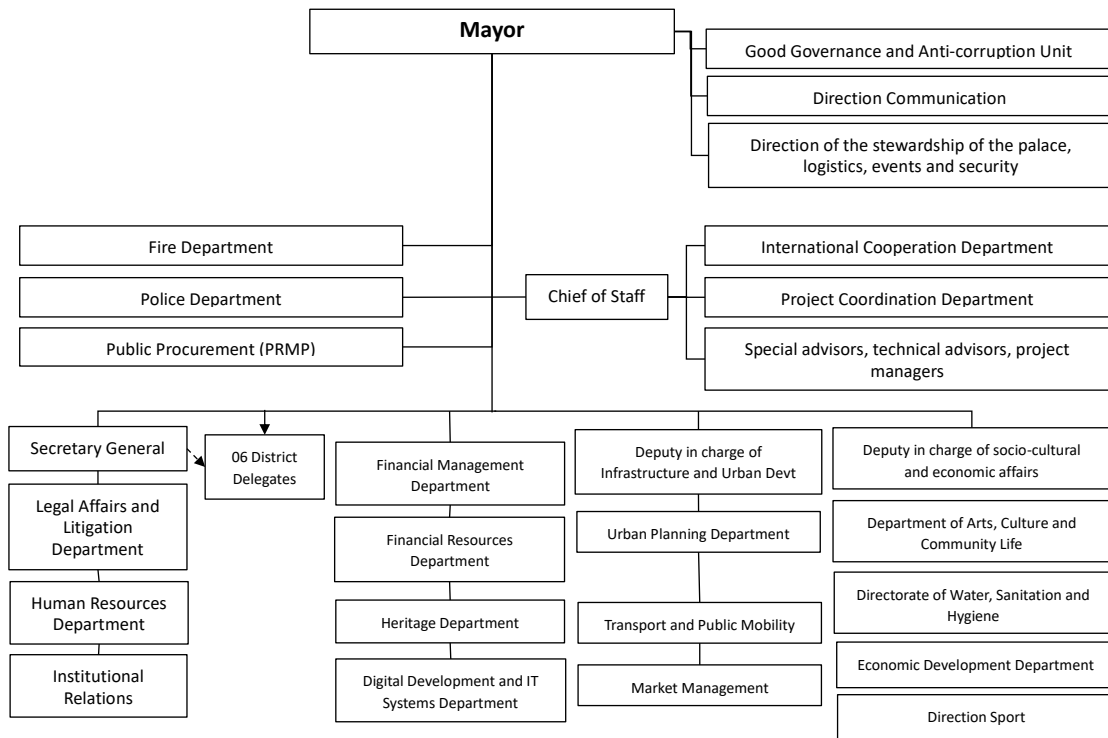 Mayor
Good Governance and Anti-corruption Unit
Direction Communication
Direction of the stewardship of the palace,
logistics, events and security
Fire Department
Police Department
Public Procurement (PRMP)
Chief of Staff
International Cooperation Department
Project Coordination Department
Special advisors, technical advisors, project
managers
Secretary General
Legal Affairs and
Litigation
Department
Human Resources
Department
Institutional
Relations
06 District
Delegates
Financial Management
Department
Financial Resources
Department
Heritage Department
Digital Development and IT
Systems Department
Deputy in charge of
Infrastructure and Urban Devt
Urban Planning Department
Transport and Public Mobility
Market Management
Deputy in charge of socio-cultural
and economic affairs
Department of Arts, Culture and
Community Life
Directorate of Water, Sanitation and
Hygiene
Economic Development Department
Direction Sport